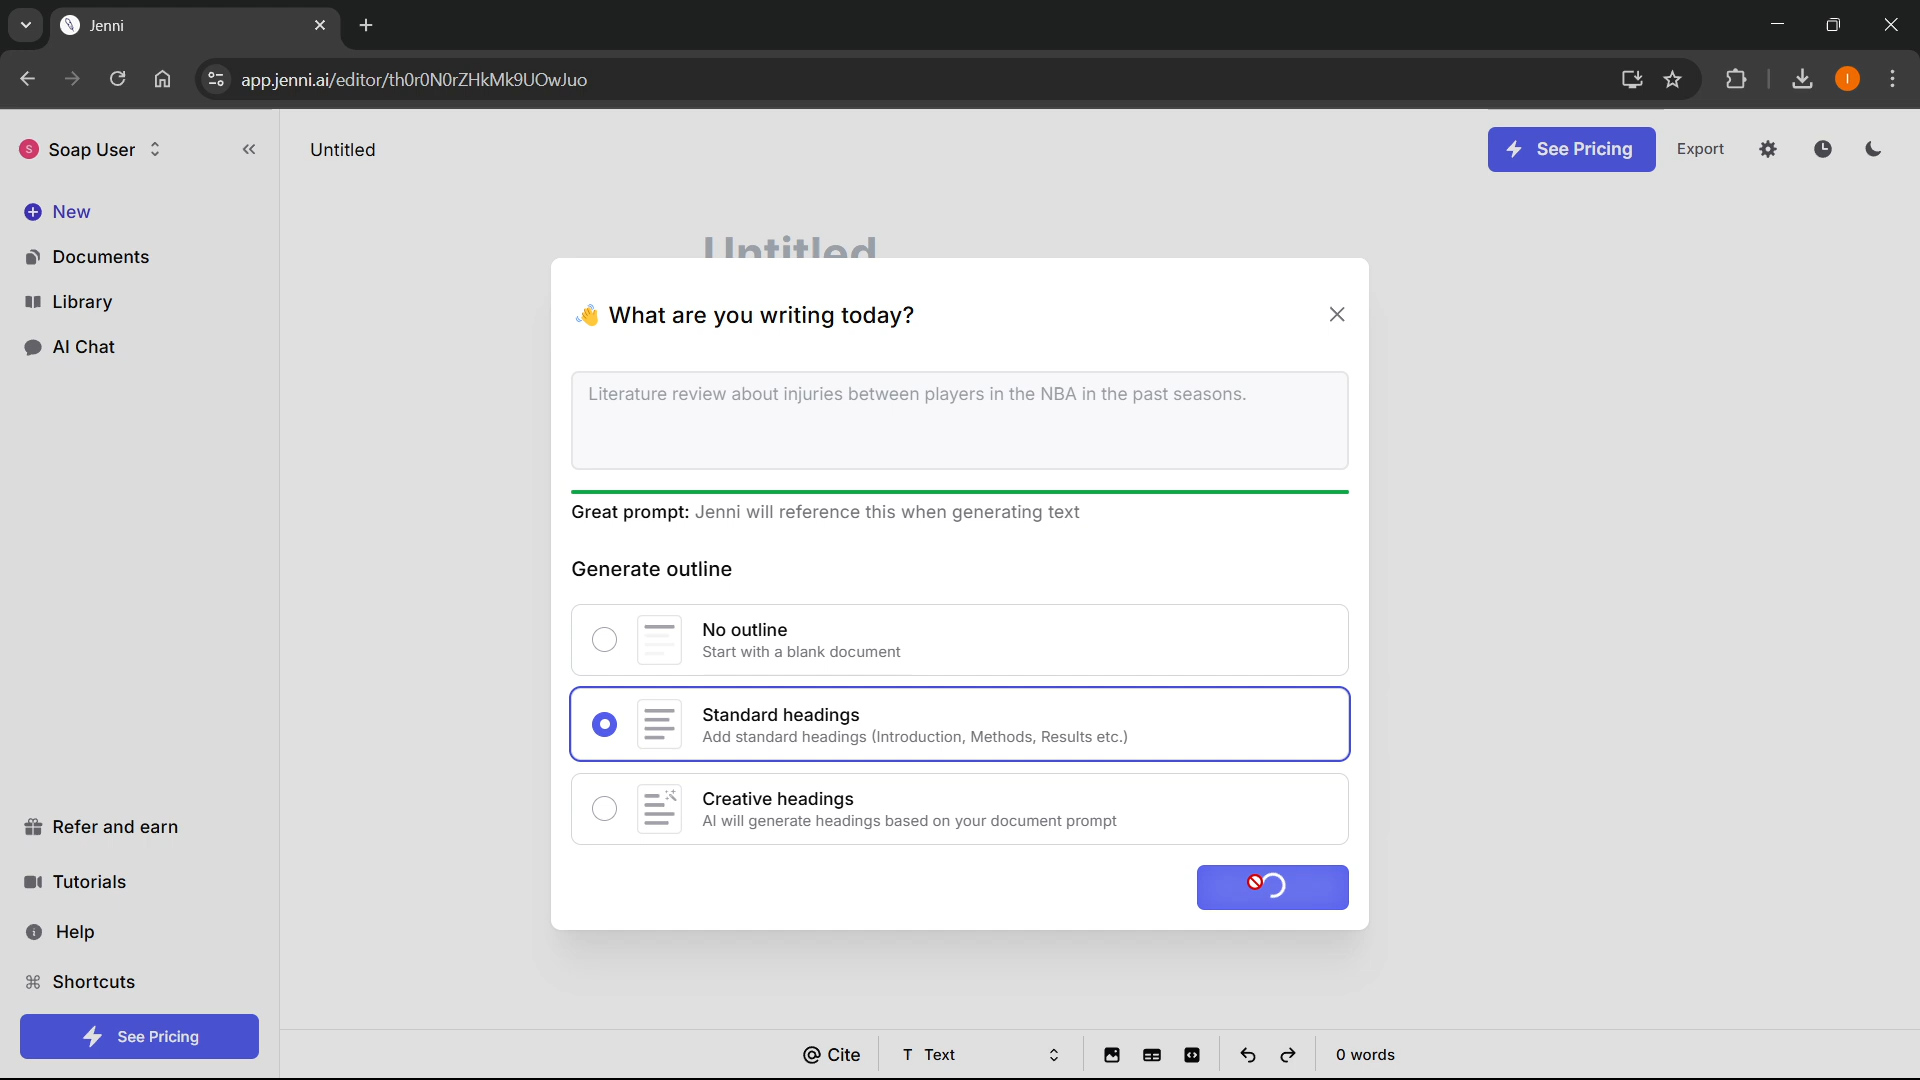 Jenni
app.jenni.ai/editor/th0r0N0rZHkMk9UOwJuo
I
S Soap User
Untitled
See Pricing
Export
New
Documents
Library
AI Chat
Untitled
👋 What are you writing today?
Literature review about injuries between players in the NBA in the past seasons.
Great prompt: Jenni will reference this when generating text
Generate outline
No outline
Start with a blank document
Standard headings
Add standard headings (Introduction, Methods, Results etc.)
Creative headings
AI will generate headings based on your document prompt
Refer and earn
Tutorials
Help
⌘ Shortcuts
See Pricing
@ Cite
T Text
0 words